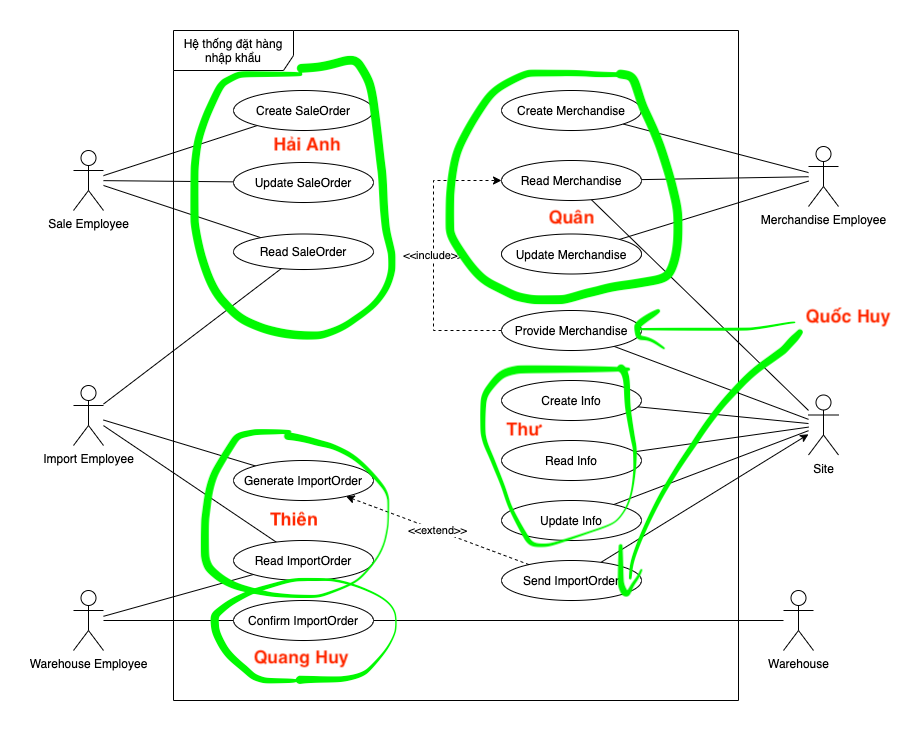 Hệ thống đặt hàng
nhập khẩu
Create SaleOrder
Hải Anh
Update SaleOrder
Read SaleOrder
Sale Employee
Create Merchandise
Read Merchandise
Quân
Update Merchandise
Merchandise Employee
<<include>>
Provide Merchandise
Quốc Huy
Create Info
Thư
Read Info
Update Info
Site
Import Employee
Generate ImportOrder
Thiên
Read ImportOrder
<<extend>>
Send ImportOrder
Confirm ImportOrder
Quang Huy
Warehouse Employee
Warehouse